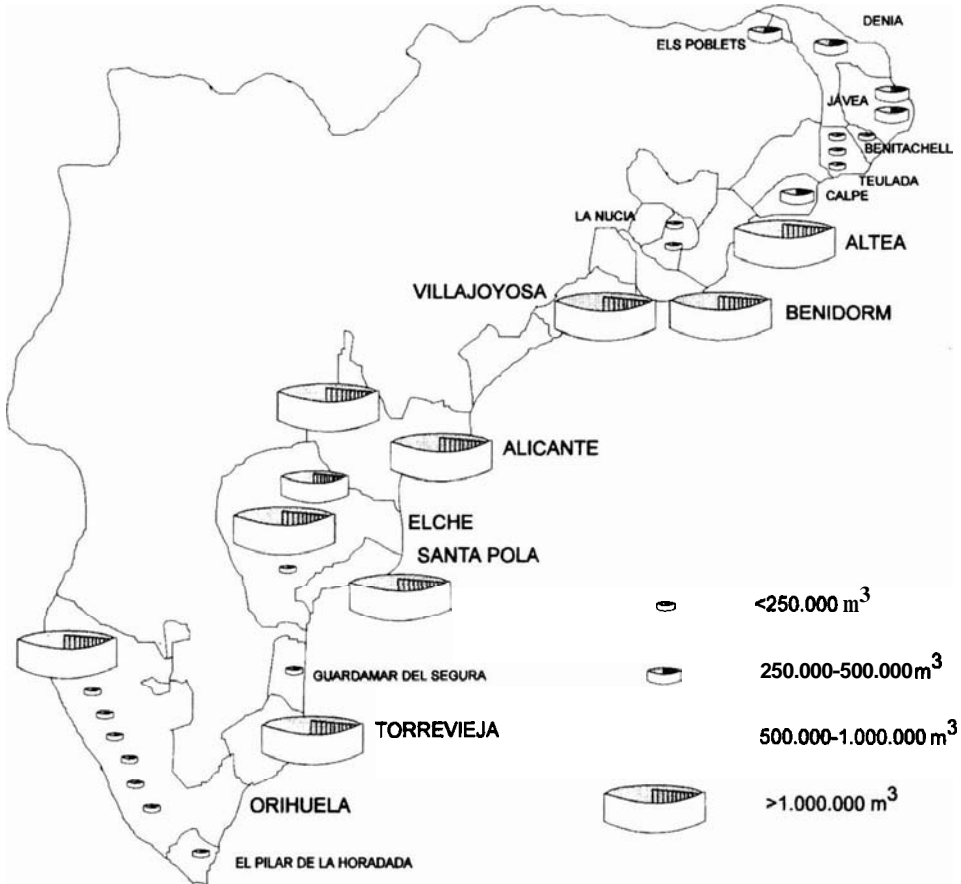 DENIA
ELS POBLETS
JAVEA
BENITACHELL
TEULADA
CALPE
LA NUCIA
ALTEA
VILLAJOYOSA
BENIDORM
ALICANTE
ELCHE
SANTA POLA
<250.000 m³
GUARDAMAR DEL SEGURA
250.000-500.000 m³
TORREVIEJA
500.000-1.000.000 m³
ORIHUELA
>1.000.000 m³
EL PILAR DE LA HORADADA